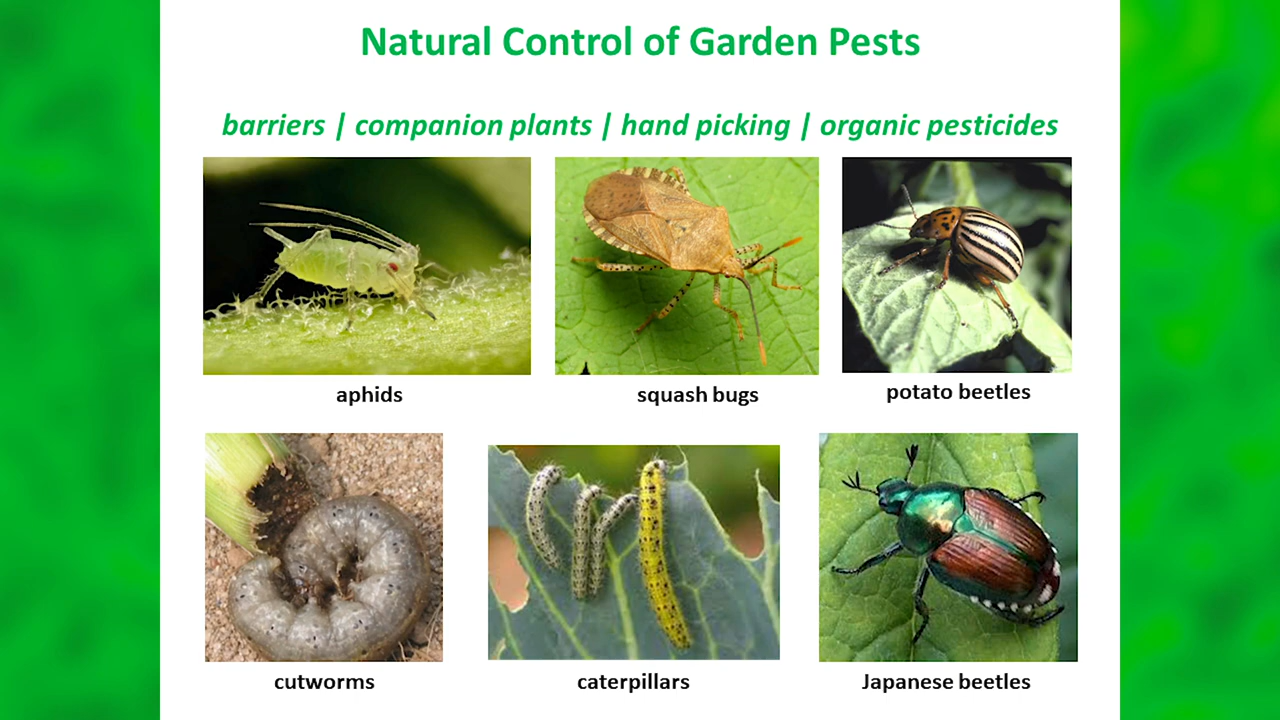 Natural Control of Garden Pests
barriers | companion plants | hand picking | organic pesticides
aphids
squash bugs
potato beetles
cutworms
caterpillars
Japanese beetles